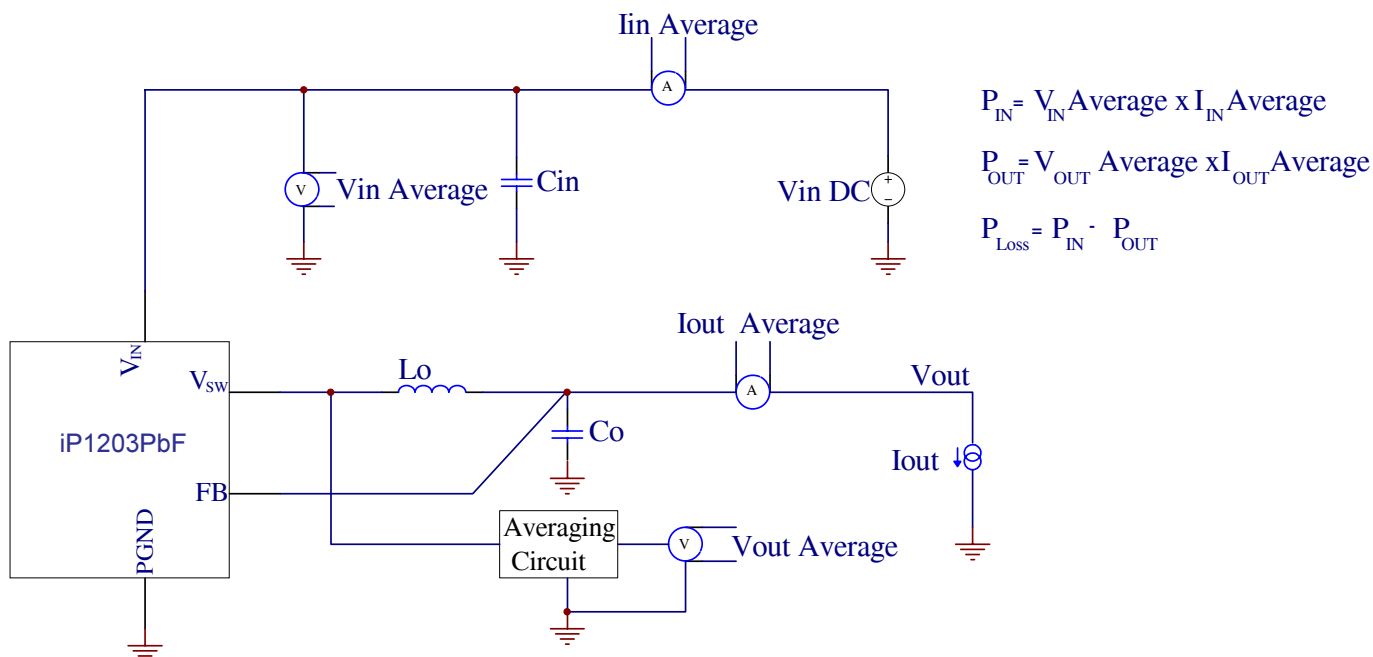 Iin Average
A
P_IN= V_IN Average x I_IN Average
P_OUT= V_OUT Average x I_OUT Average
P_Loss= P_IN - P_OUT
V
Vin Average
Cin
Vin DC
+
−
Iout Average
A
Vout
V_IN
V_SW
Lo
iP1203PbF
Co
Iout
FB
PGND
Averaging
Circuit
V
Vout Average